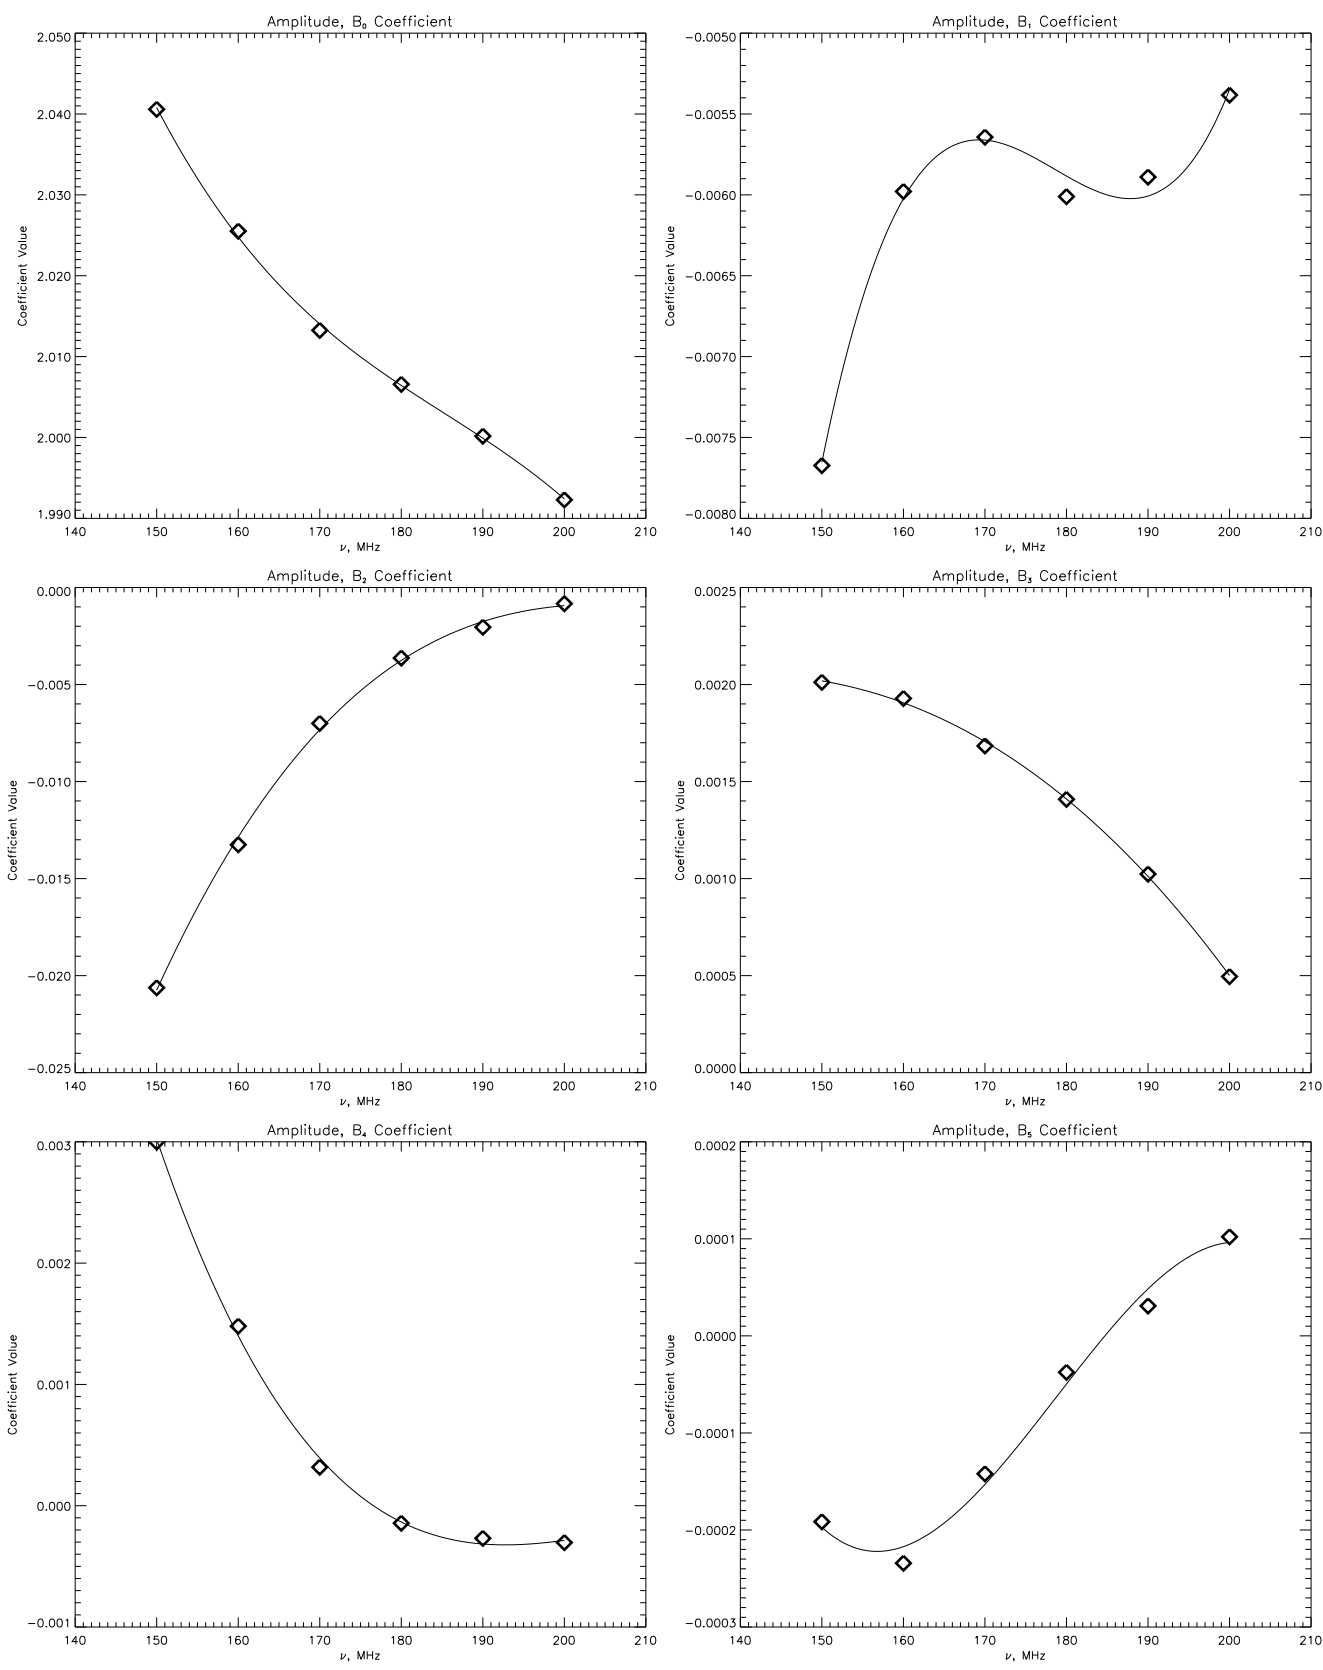 Amplitude, B₀ Coefficient
2.050
2.040
2.030
2.020
2.010
2.000
1.990
Coefficient Value
140 150 160 170 180 190 200 210
ν, MHz
Amplitude, B₁ Coefficient
−0.0050
−0.0055
−0.0060
−0.0065
−0.0070
−0.0075
−0.0080
Coefficient Value
140 150 160 170 180 190 200 210
ν, MHz
Amplitude, B₂ Coefficient
0.000
−0.005
−0.010
−0.015
−0.020
−0.025
Coefficient Value
140 150 160 170 180 190 200 210
ν, MHz
Amplitude, B₃ Coefficient
0.0025
0.0020
0.0015
0.0010
0.0005
0.0000
Coefficient Value
140 150 160 170 180 190 200 210
ν, MHz
Amplitude, B₄ Coefficient
0.003
0.002
0.001
0.000
−0.001
Coefficient Value
140 150 160 170 180 190 200 210
ν, MHz
Amplitude, B₅ Coefficient
0.0002
0.0001
0.0000
−0.0001
−0.0002
−0.0003
Coefficient Value
140 150 160 170 180 190 200 210
ν, MHz